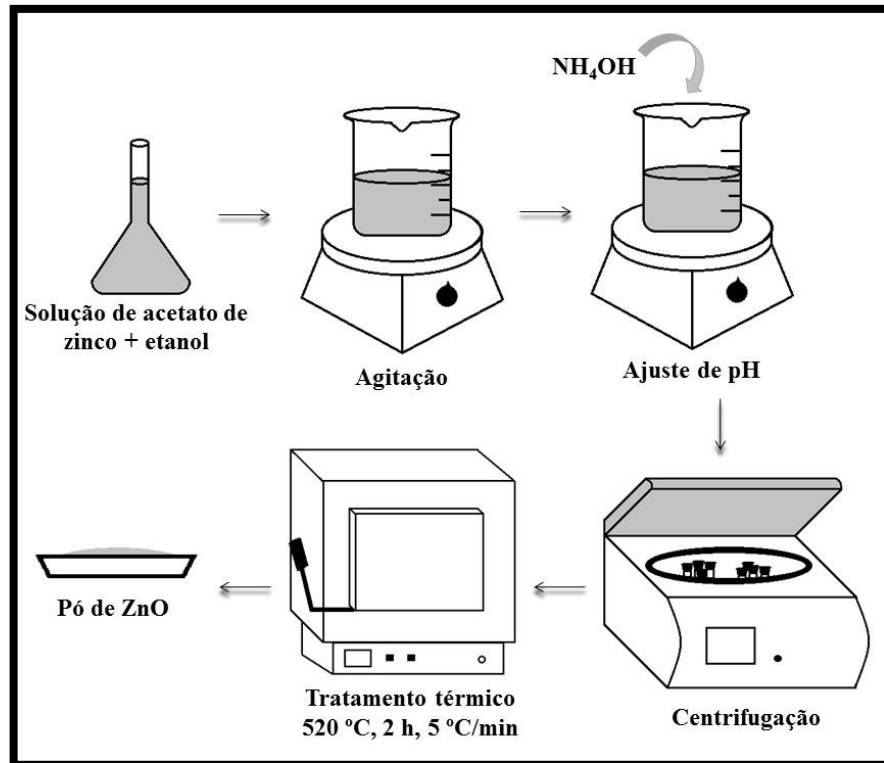 Solução de acetato de
zinco + etanol
Agitação
NH₄OH
Ajuste de pH
Centrifugação
Tratamento térmico
520 ºC, 2 h, 5 ºC/min
Pó de ZnO